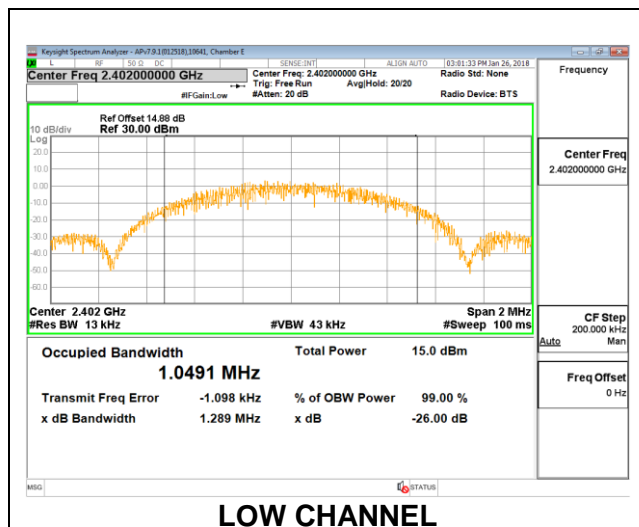 Keysight Spectrum Analyzer - APv7.9.1(012518),10641, Chamber E
L RF 50 Ω DC SENSE:INT ALIGN AUTO 03:01:33 PM Jan 26, 2018
Center Freq 2.402000000 GHz
Center Freq: 2.402000000 GHz
Radio Std: None
Trig: Free Run Avg|Hold: 20/20
#IFGain:Low #Atten: 20 dB Radio Device: BTS
Frequency
Ref Offset 14.88 dB
10 dB/div Ref 30.00 dBm
Log
20.0
10.0
0.00
-10.0
-20.0
-30.0
-40.0
-50.0
-60.0
Center 2.402 GHz Span 2 MHz
#Res BW 13 kHz #VBW 43 kHz #Sweep 100 ms
Center Freq
2.402000000 GHz
CF Step
200.000 kHz
Auto Man
Freq Offset
0 Hz
Occupied Bandwidth Total Power 15.0 dBm
1.0491 MHz
Transmit Freq Error -1.098 kHz % of OBW Power 99.00 %
x dB Bandwidth 1.289 MHz x dB -26.00 dB
MSG STATUS
LOW CHANNEL